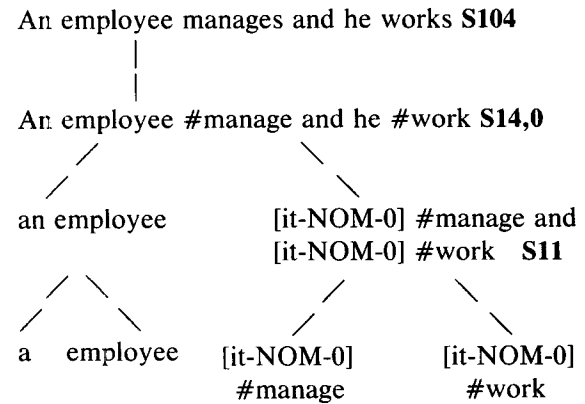 An employee manages and he works S104
An employee #manage and he #work S14,0
an employee [it-NOM-0] #manage and
[it-NOM-0] #work S11
a employee [it-NOM-0] [it-NOM-0]
#manage #work